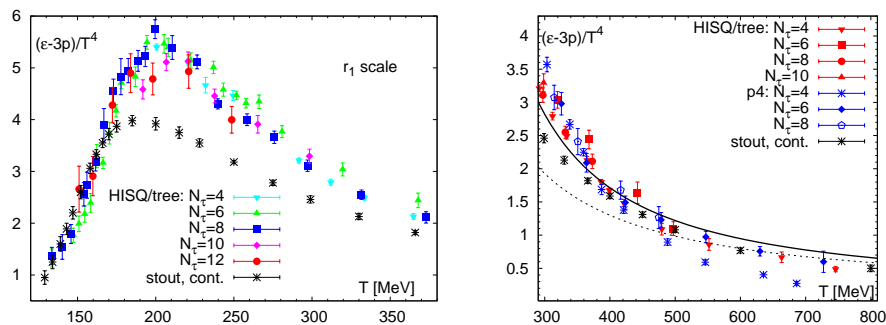 (ε-3p)/T⁴
r₁ scale
6
5
4
3
2
1
HISQ/tree: N_τ=4
N_τ=6
N_τ=8
N_τ=10
N_τ=12
stout, cont.
T [MeV]
150 200 250 300 350
(ε-3p)/T⁴
HISQ/tree: N_τ=4
N_τ=6
N_τ=8
N_τ=10
p4: N_τ=4
N_τ=6
N_τ=8
stout, cont.
4
3.5
3
2.5
2
1.5
1
0.5
T [MeV]
300 400 500 600 700 800